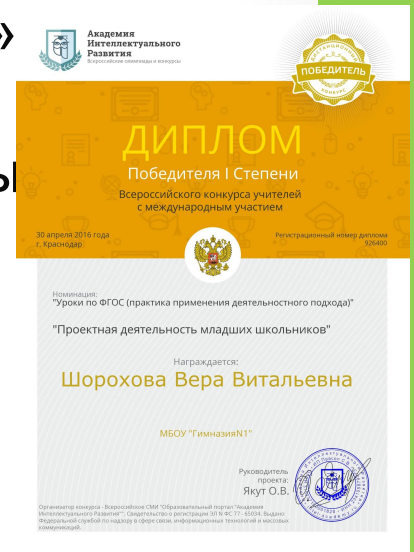 »
Академия
Интеллектуального
Развития
Всероссийские олимпиады и конкурсы
ДИСТАНЦИОННЫЙ
ПОБЕДИТЕЛЬ
КОНКУРС
ДИПЛОМ
Победителя I Степени
Всероссийского конкурса учителей
с международным участием
ы
30 апреля 2016 года
г. Краснодар
Регистрационный номер диплома
926400
Номинация:
"Уроки по ФГОС (практика применения деятельностного подхода)"
"Проектная деятельность младших школьников"
Награждается:
Шорохова Вера Витальевна
МБОУ "Гимназия№1"
Руководитель
проекта:
Якут О.В.
Организатор конкурса - Всероссийское СМИ "Образовательный портал "Академия
Интеллектуального Развития"". Свидетельство о регистрации ЭЛ № ФС 77 - 65034. Выдано
Федеральной службой по надзору в сфере связи, информационных технологий и массовых
коммуникаций.